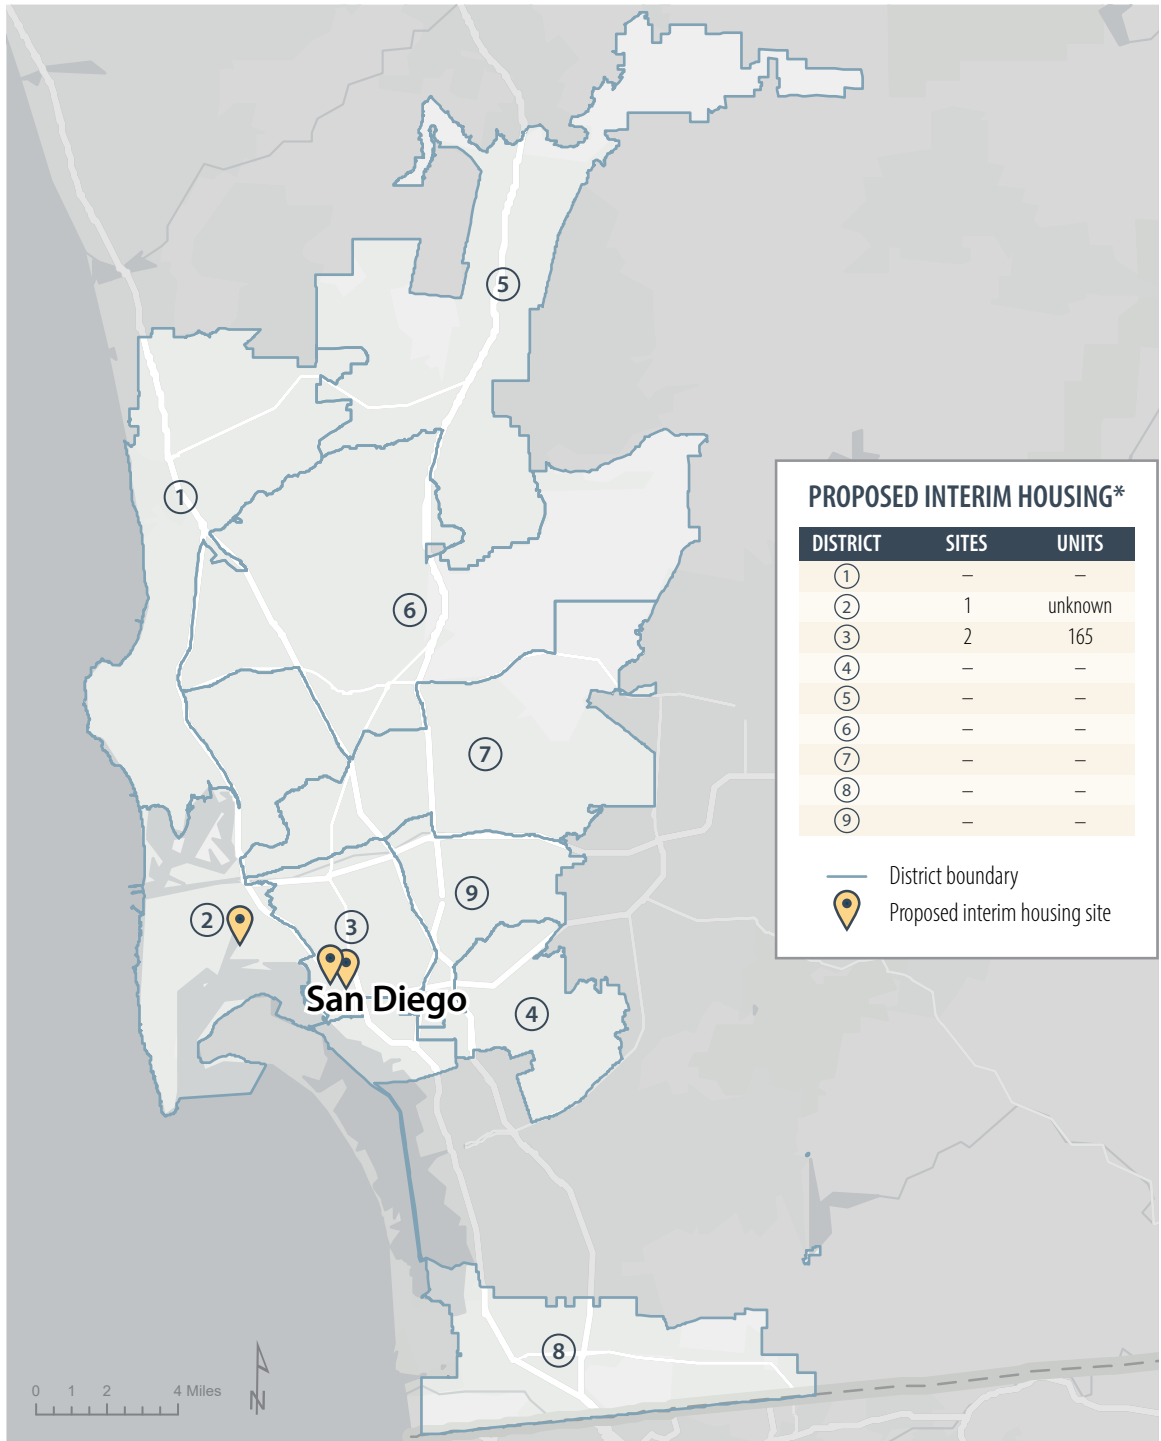 5
1
6
7
9
2
3
San Diego
4
8
0 1 2 4 Miles
N
PROPOSED INTERIM HOUSING*
DISTRICT SITES UNITS
1 – –
2 1 unknown
3 2 165
4 – –
5 – –
6 – –
7 – –
8 – –
9 – –
District boundary
Proposed interim housing site